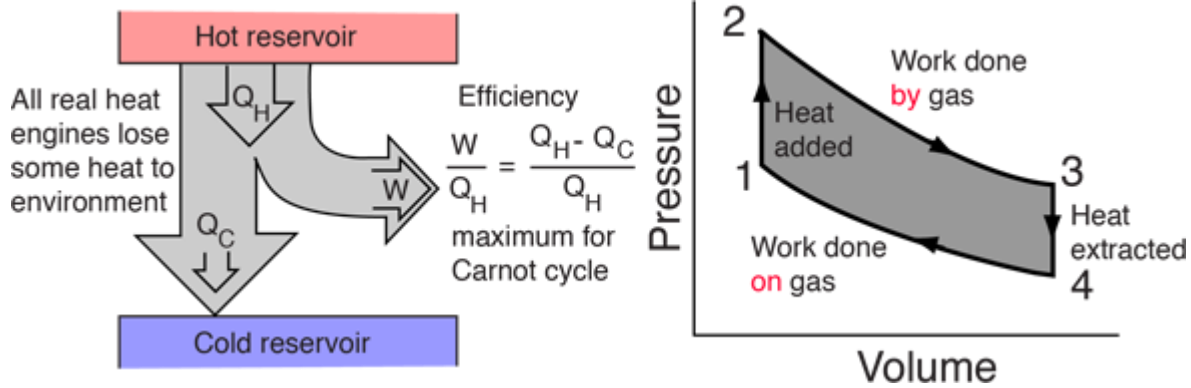 Hot reservoir
All real heat
engines lose
some heat to
environment
Q_H
Q_C
W
Cold reservoir
Efficiency
W/Q_H = (Q_H - Q_C)/Q_H
maximum for
Carnot cycle
Pressure
Volume
1
2
3
4
Heat
added
Work done
by gas
Heat
extracted
Work done
on gas